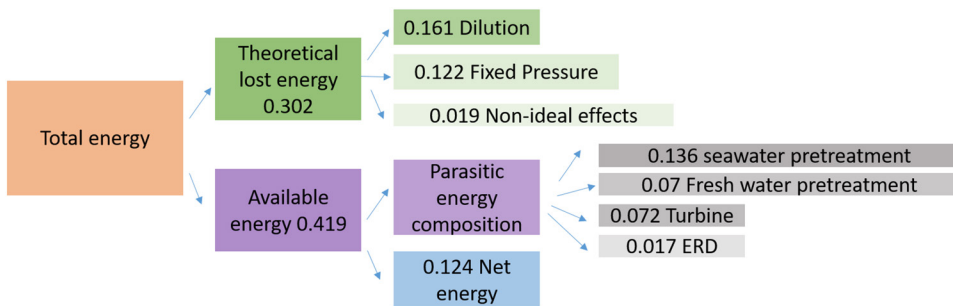 Total energy
Theoretical
lost energy
0.302
0.161 Dilution
0.122 Fixed Pressure
0.019 Non-ideal effects
Available
energy 0.419
Parasitic
energy
composition
0.124 Net
energy
0.136 seawater pretreatment
0.07 Fresh water pretreatment
0.072 Turbine
0.017 ERD